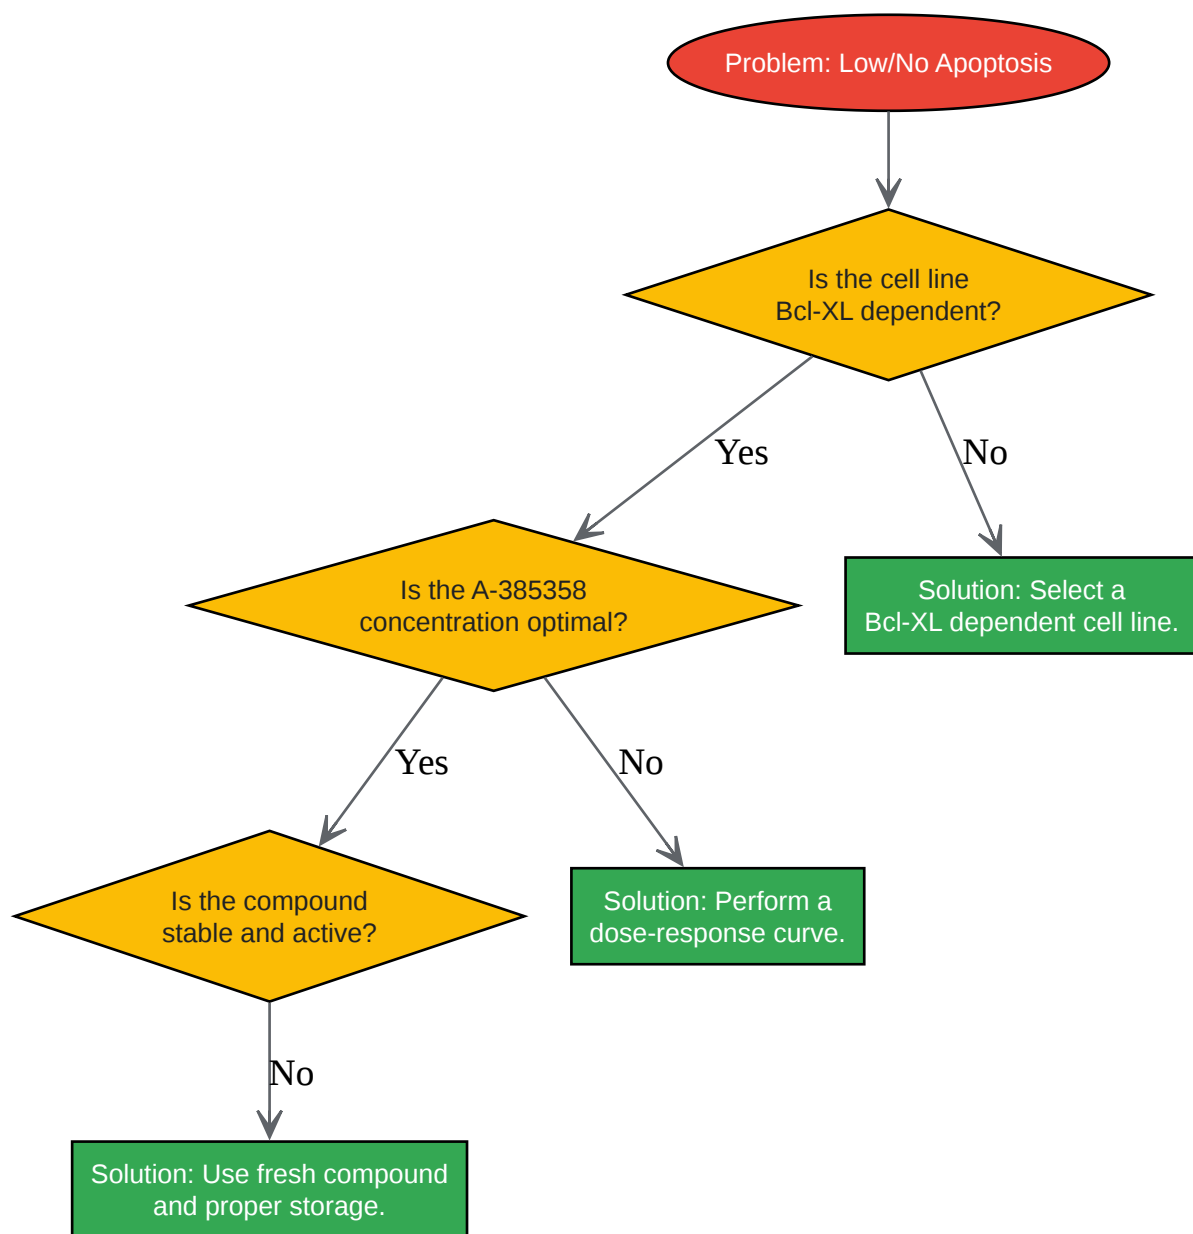 Problem: Low/No Apoptosis
Is the cell line
Bcl-XL dependent?
Yes
No
Is the A-385358
concentration optimal?
Solution: Select a
Bcl-XL dependent cell line.
Yes
No
Is the compound
stable and active?
Solution: Perform a
dose-response curve.
No
Solution: Use fresh compound
and proper storage.